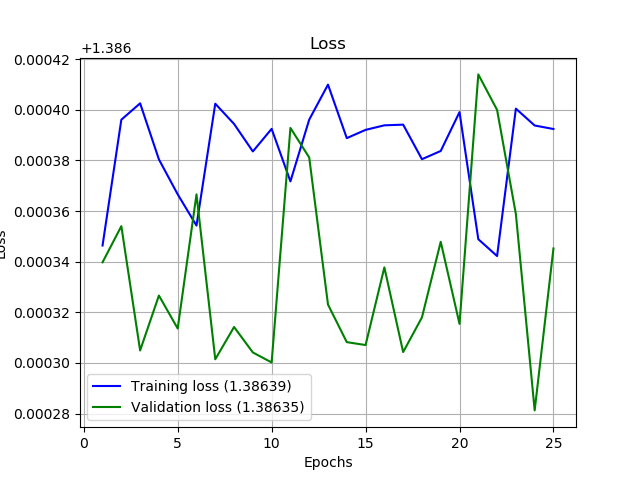 Loss
+1.386
0.00042
0.00040
0.00038
0.00036
0.00034
0.00032
0.00030
0.00028
Loss
Training loss (1.38639)
Validation loss (1.38635)
0 5 10 15 20 25
Epochs